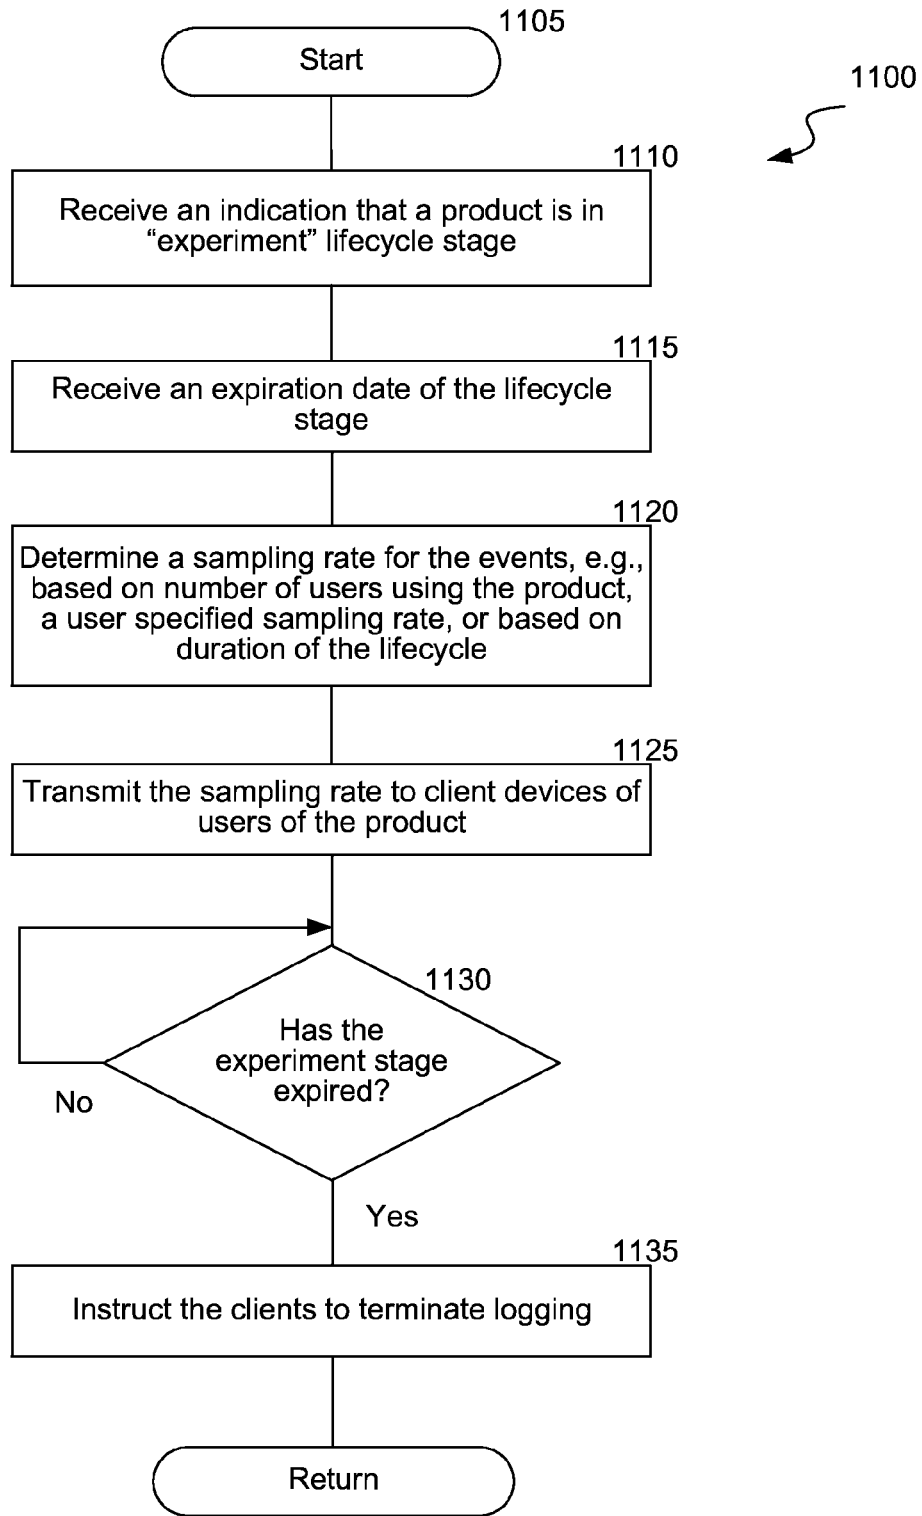 1105
Start
1100
1110
Receive an indication that a product is in
“experiment” lifecycle stage
1115
Receive an expiration date of the lifecycle
stage
1120
Determine a sampling rate for the events, e.g.,
based on number of users using the product,
a user specified sampling rate, or based on
duration of the lifecycle
1125
Transmit the sampling rate to client devices of
users of the product
1130
Has the
experiment stage
expired?
No
Yes
1135
Instruct the clients to terminate logging
Return